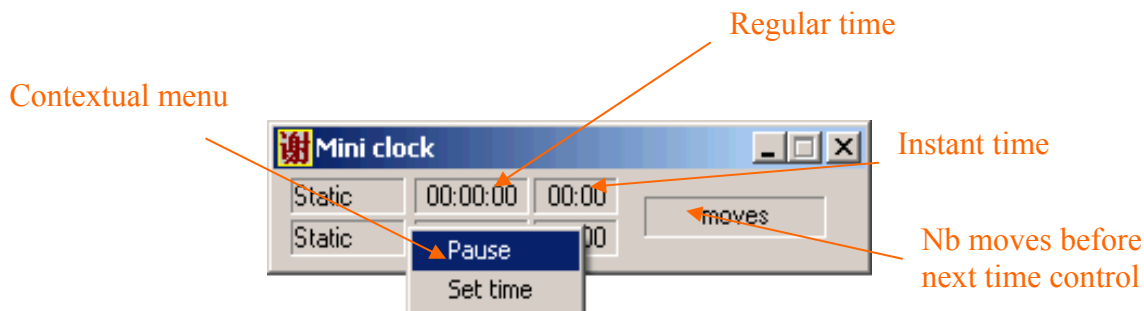 Regular time
Contextual menu
谢 Mini clock
Instant time
Static 00:00:00 00:00
moves
Static 00
Pause
Nb moves before
next time control
Set time